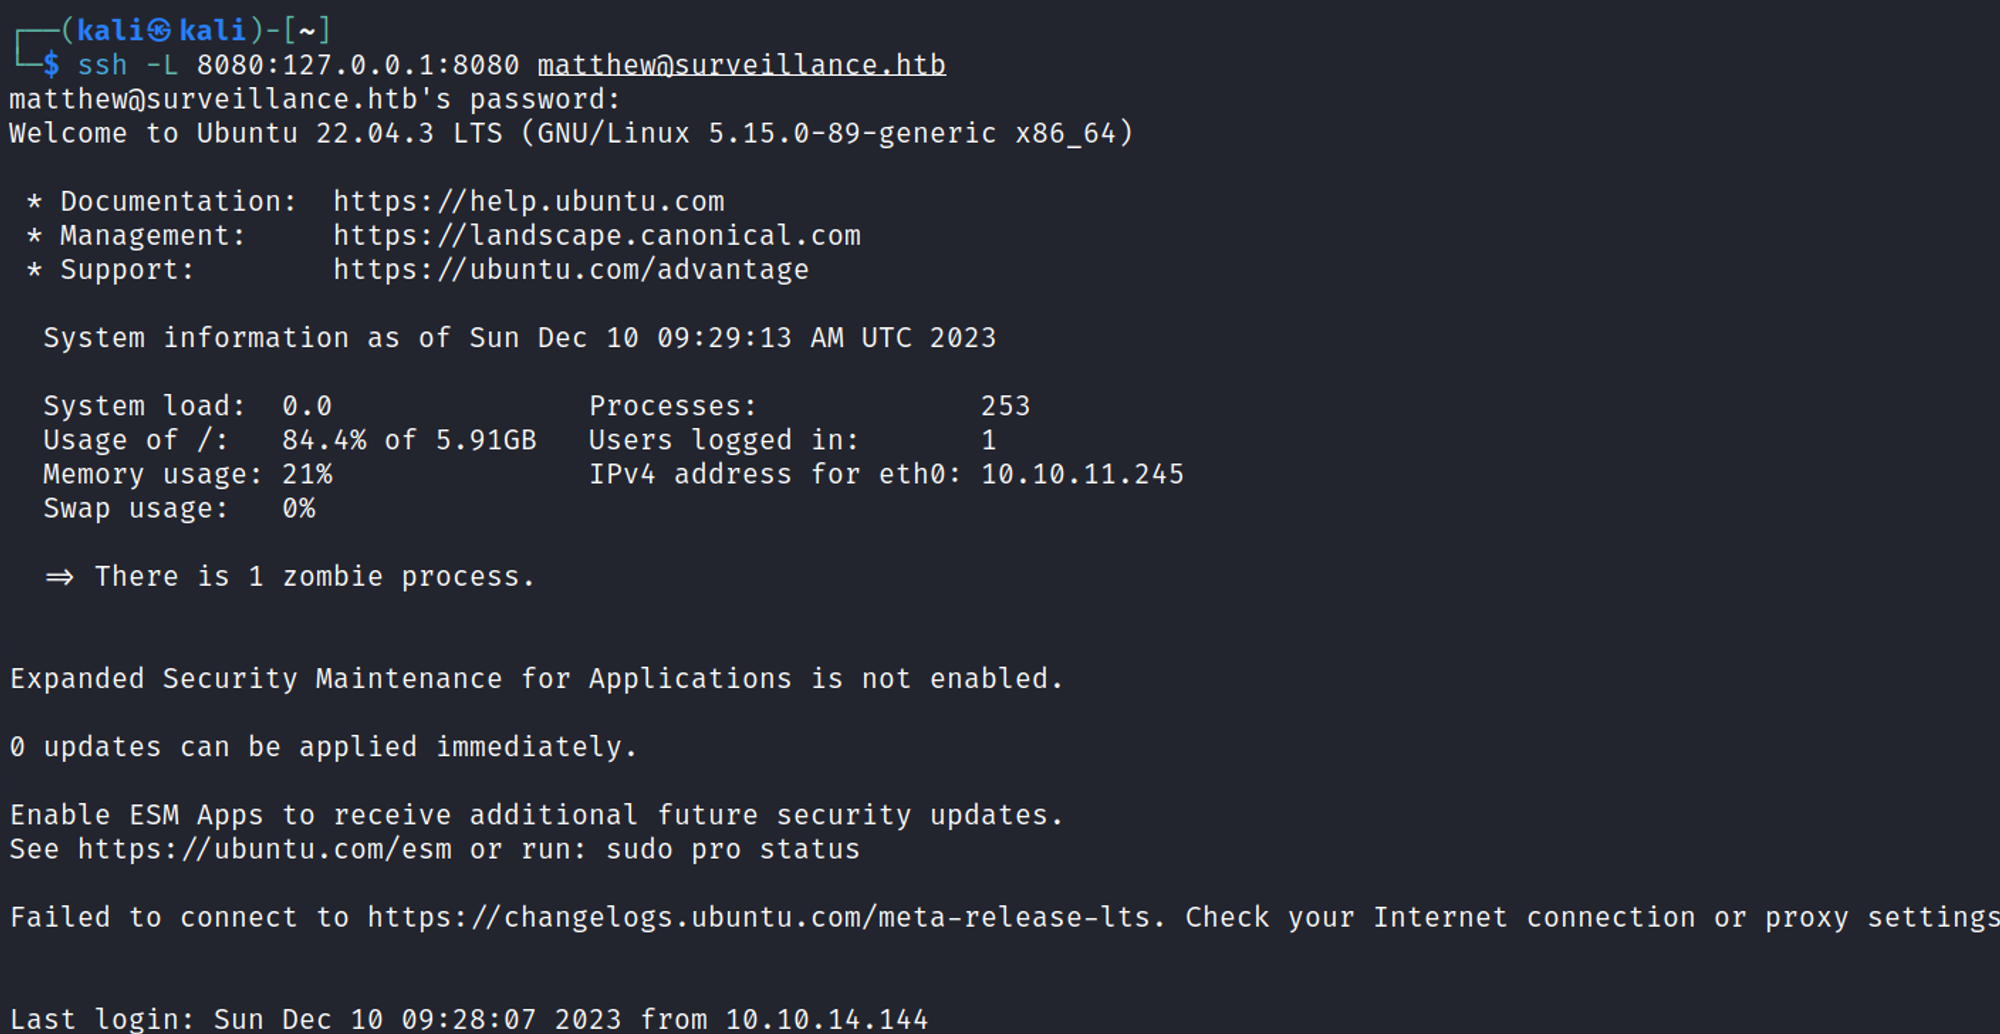 ┌──(kali㉿kali)-[~]
└─$ ssh -L 8080:127.0.0.1:8080 matthew@surveillance.htb
matthew@surveillance.htb's password:
Welcome to Ubuntu 22.04.3 LTS (GNU/Linux 5.15.0-89-generic x86_64)
* Documentation:  https://help.ubuntu.com
* Management:     https://landscape.canonical.com
* Support:        https://ubuntu.com/advantage
System information as of Sun Dec 10 09:29:13 AM UTC 2023
System load:  0.0               Processes:             253
Usage of /:   84.4% of 5.91GB   Users logged in:       1
Memory usage: 21%               IPv4 address for eth0: 10.10.11.245
Swap usage:   0%
=> There is 1 zombie process.
Expanded Security Maintenance for Applications is not enabled.
0 updates can be applied immediately.
Enable ESM Apps to receive additional future security updates.
See https://ubuntu.com/esm or run: sudo pro status
Failed to connect to https://changelogs.ubuntu.com/meta-release-lts. Check your Internet connection or proxy settings
Last login: Sun Dec 10 09:28:07 2023 from 10.10.14.144